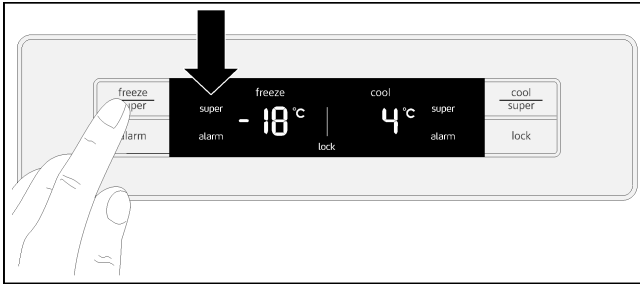 freeze
super
alarm
super
alarm
freeze
-18°C
lock
cool
4°C
super
alarm
cool
super
lock